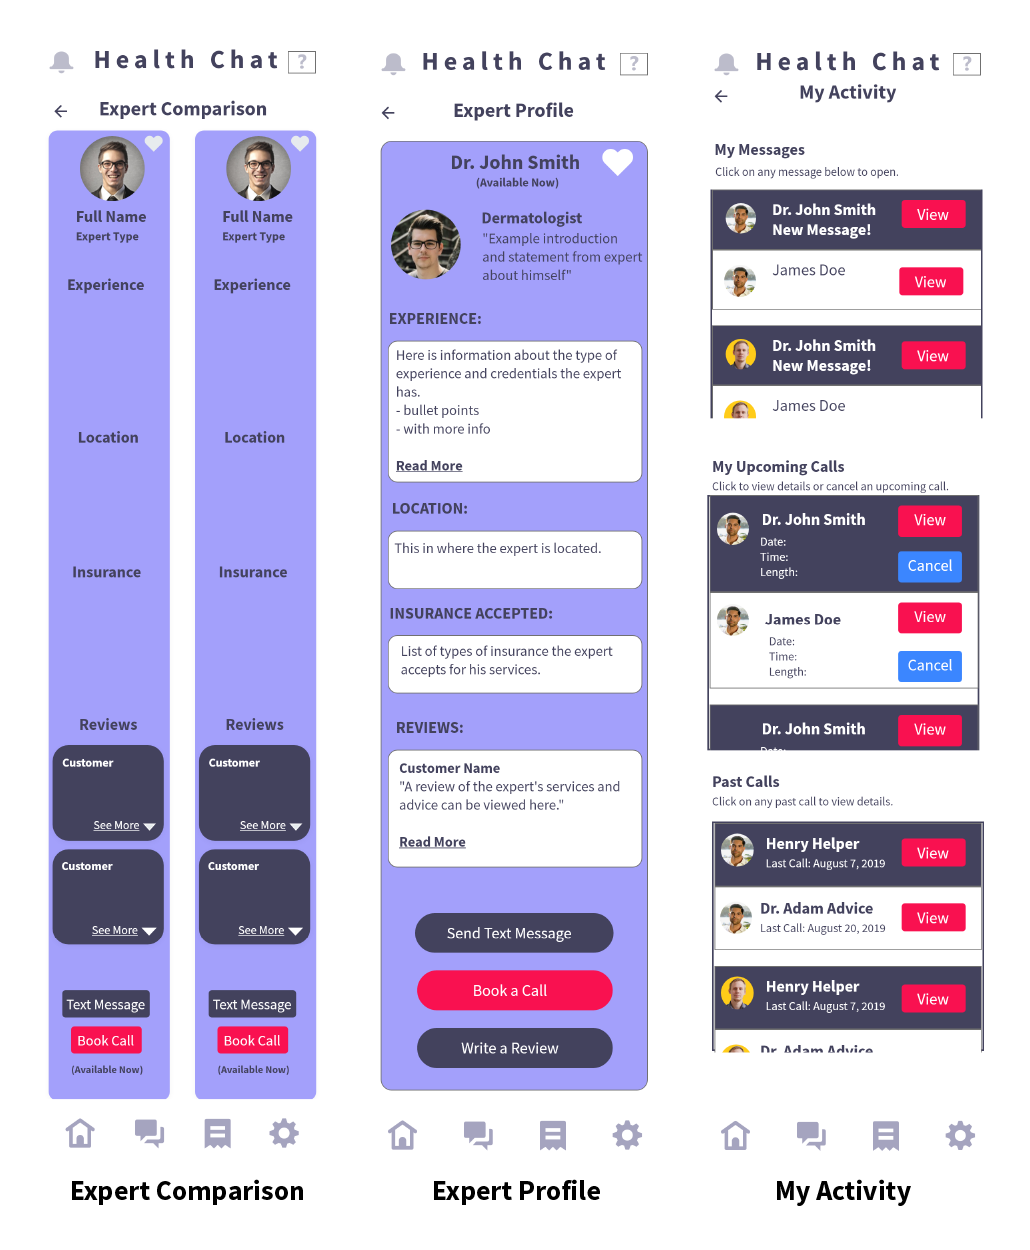 Health Chat ?
Expert Comparison
Full Name
Expert Type
Experience
Location
Insurance
Reviews
Customer
See More
Customer
See More
Text Message
Book Call
(Available Now)
Full Name
Expert Type
Experience
Location
Insurance
Reviews
Customer
See More
Customer
See More
Text Message
Book Call
(Available Now)
Expert Comparison
Health Chat ?
Expert Profile
Dr. John Smith
(Available Now)
Dermatologist
"Example introduction
and statement from expert
about himself"
EXPERIENCE:
Here is information about the type of
experience and credentials the expert
has.
- bullet points
- with more info
Read More
LOCATION:
This in where the expert is located.
INSURANCE ACCEPTED:
List of types of insurance the expert
accepts for his services.
REVIEWS:
Customer Name
"A review of the expert's services and
advice can be viewed here."
Read More
Send Text Message
Book a Call
Write a Review
Expert Profile
Health Chat ?
My Activity
My Messages
Click on any message below to open.
Dr. John Smith
New Message!
View
James Doe
View
Dr. John Smith
New Message!
View
James Doe
My Upcoming Calls
Click to view details or cancel an upcoming call.
Dr. John Smith
Date:
Time:
Length:
View
Cancel
James Doe
Date:
Time:
Length:
View
Cancel
Dr. John Smith
Date:
View
Past Calls
Click on any past call to view details.
Henry Helper
Last Call: August 7, 2019
View
Dr. Adam Advice
Last Call: August 20, 2019
View
Henry Helper
Last Call: August 7, 2019
View
Dr. Adam Advice
My Activity